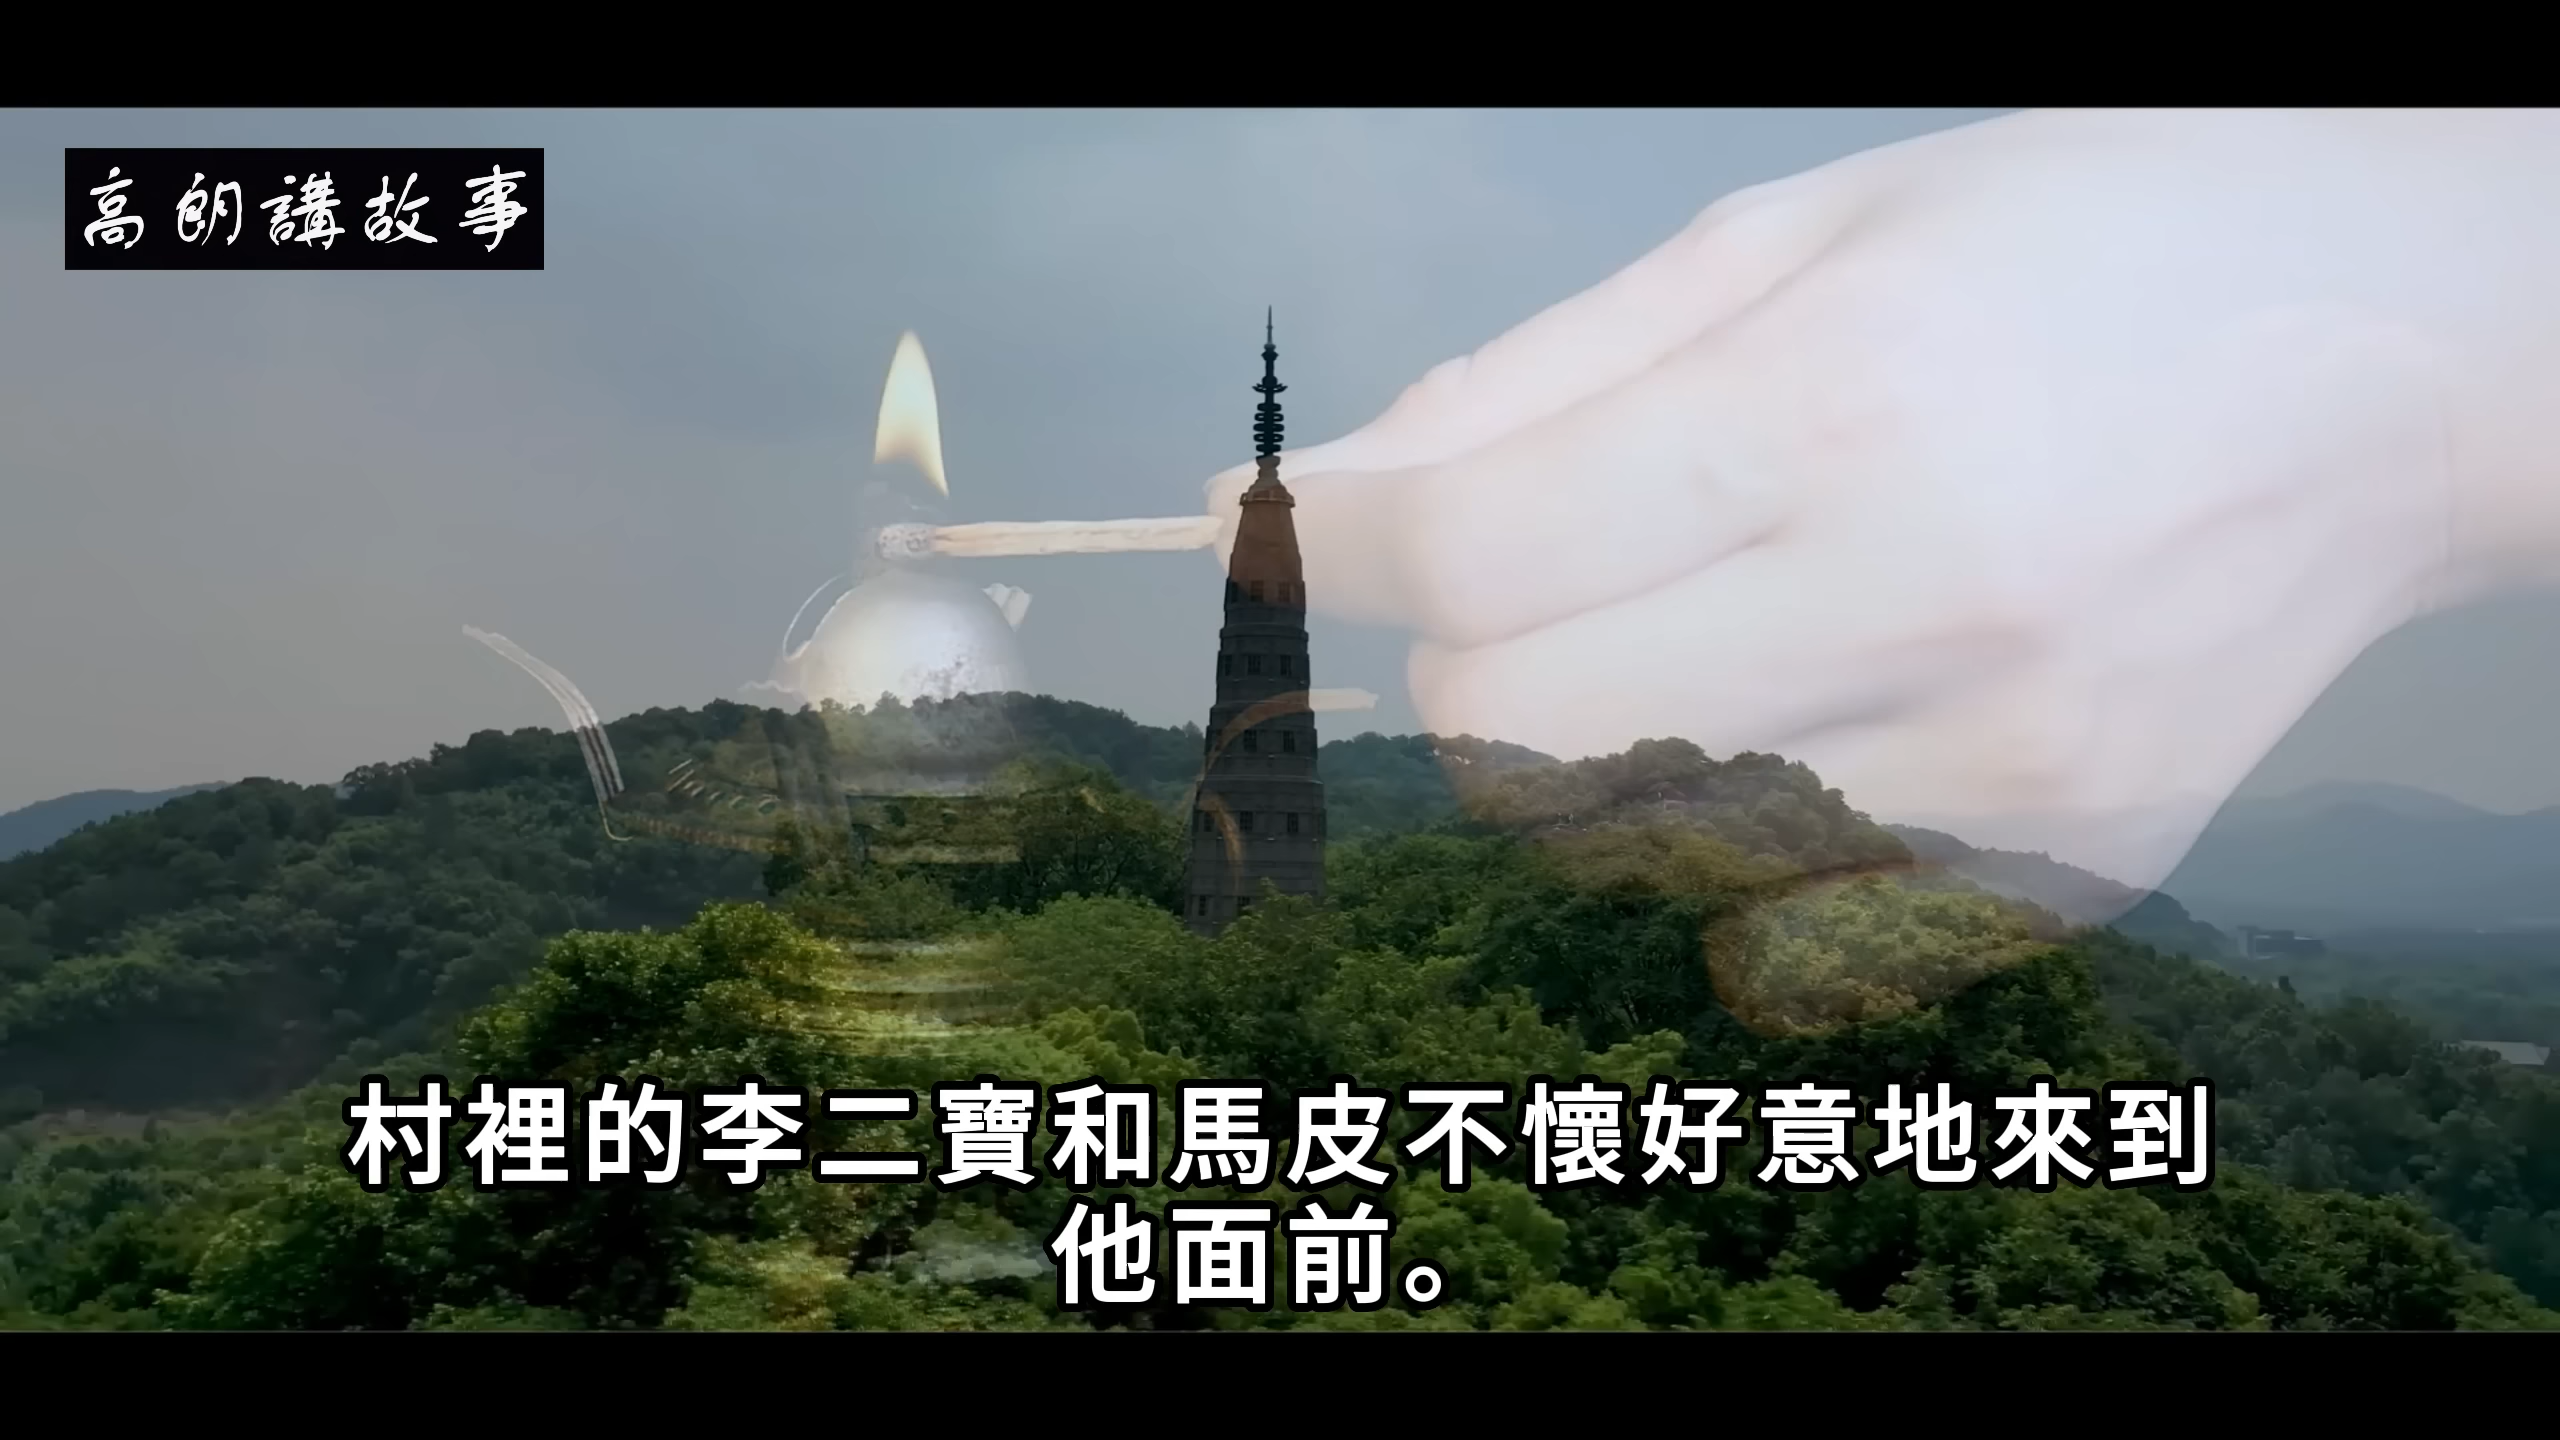 高朗講故事
村裡的李二寶和馬皮不懷好意地來到
他面前。